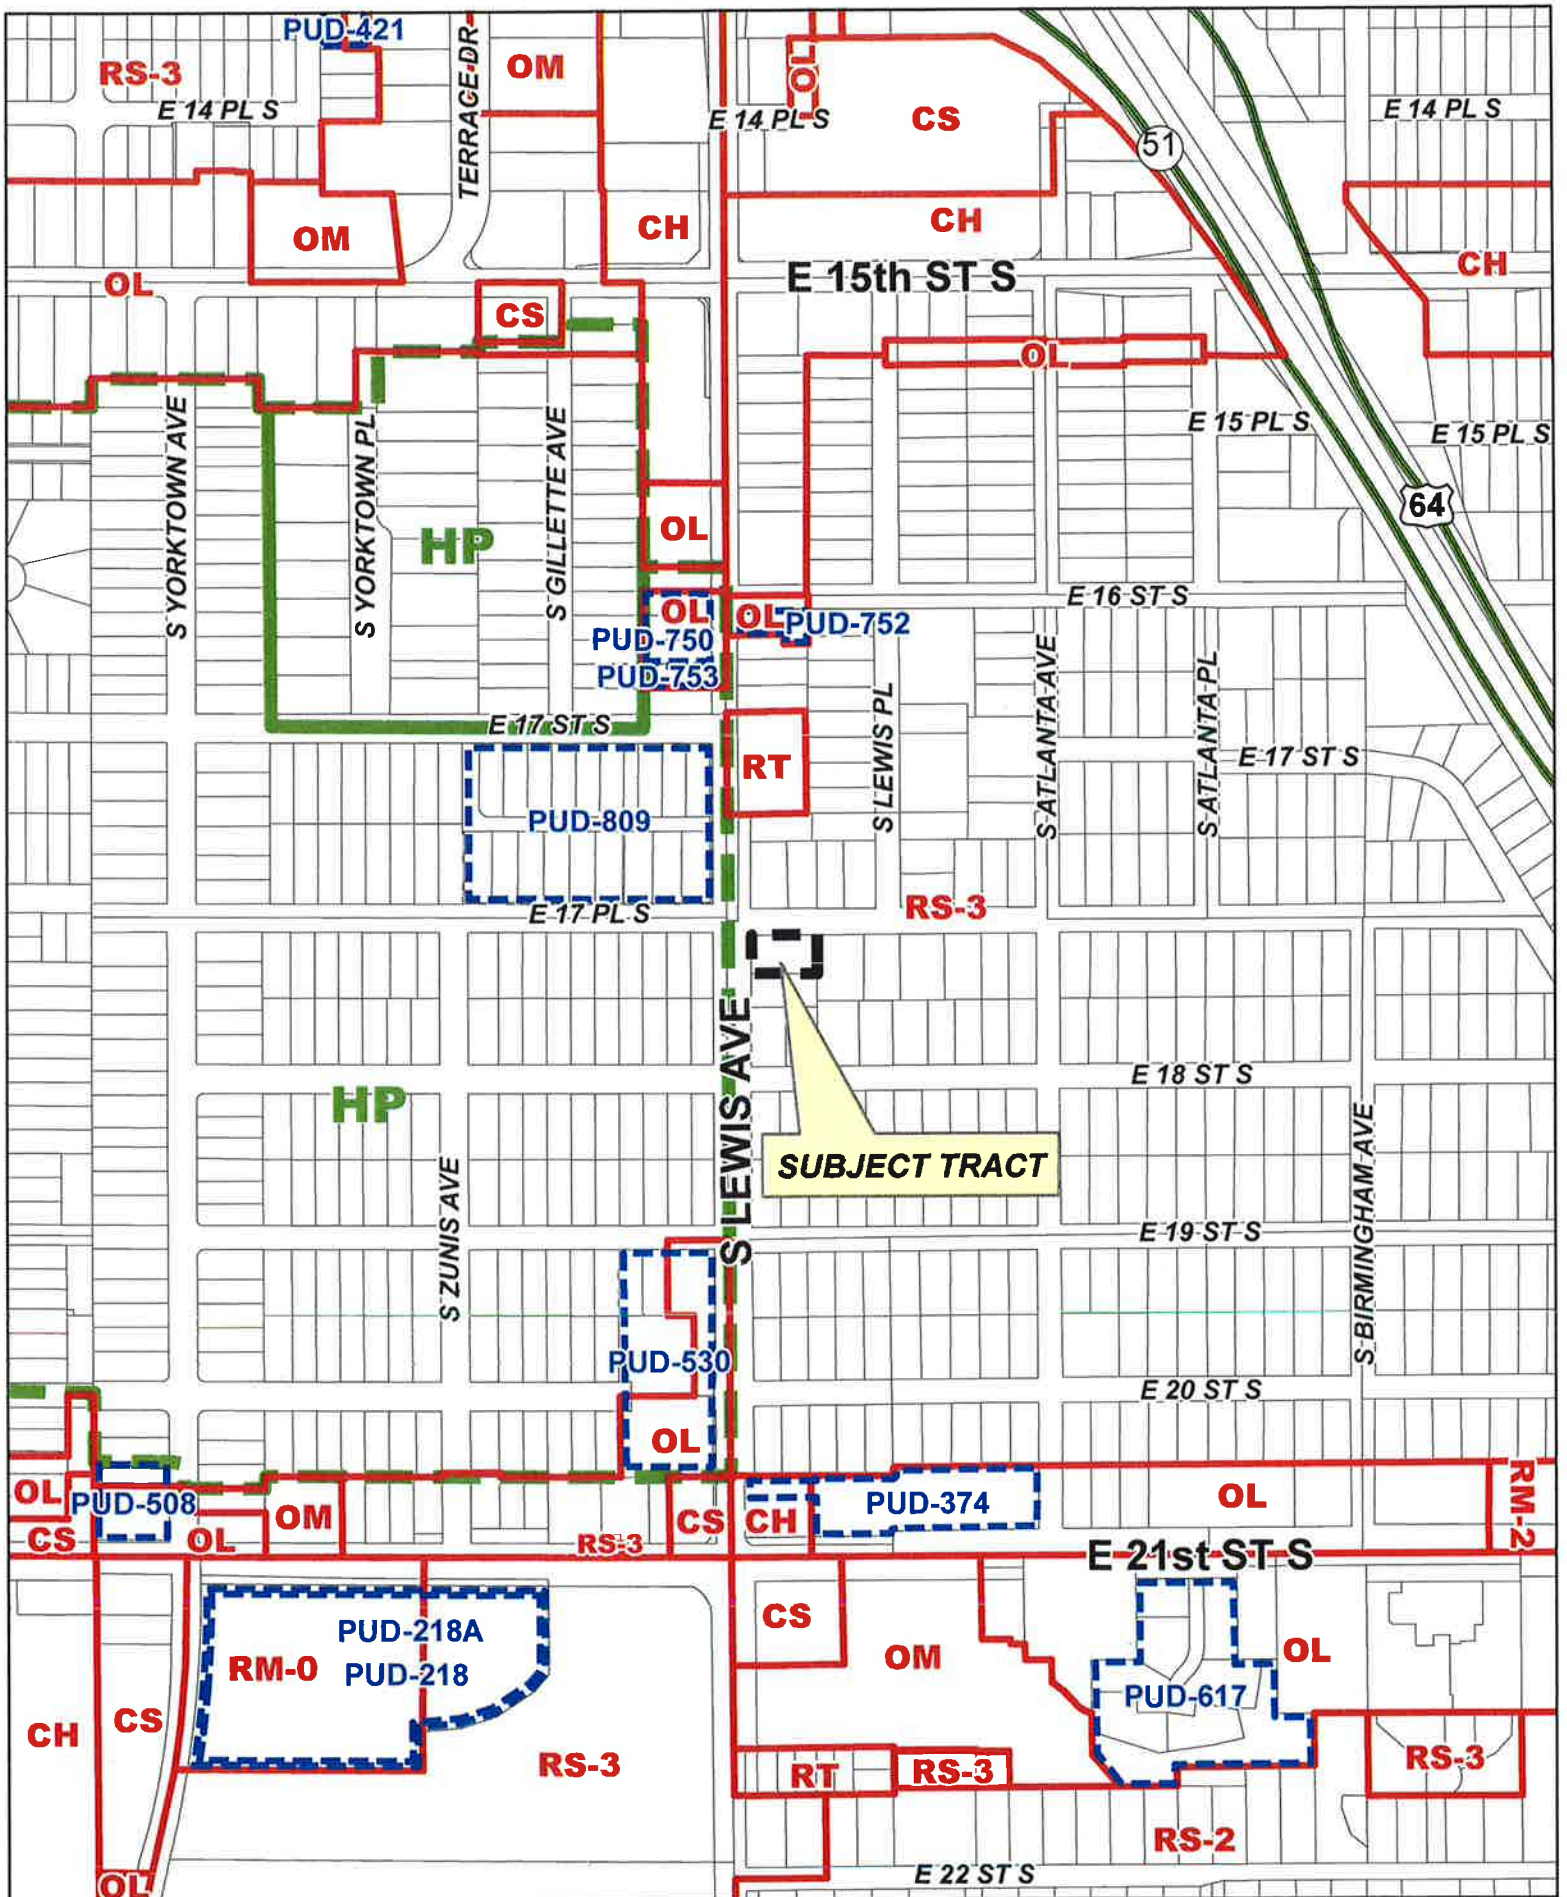 PUD-421
RS-3
OM
OL
E 14 PL S
E 14 PL S
CS
E 14 PL S
TERRACE DR
51
OM
CH
CH
CH
OL
E 15th ST S
CS
OL
S YORKTOWN AVE
S YORKTOWN PL
S GILLETTE AVE
E 15 PL S
E 15 PL S
64
HP
OL
E 16 ST S
OL
OL
PUD-752
PUD-750
PUD-753
E 17 ST S
RT
S LEWIS PL
S ATLANTA AVE
S ATLANTA PL
E 17 ST S
PUD-809
RS-3
E 17 PL S
S LEWIS AVE
E 18 ST S
HP
SUBJECT TRACT
S ZUNIS AVE
S BIRMINGHAM AVE
E 19 ST S
PUD-530
E 20 ST S
OL
OL
PUD-508
OM
CS
CH
PUD-374
OL
RM-2
CS
OL
RS-3
E 21st ST S
CS
PUD-218A
RM-0
PUD-218
OM
OL
PUD-617
CH
CS
RS-3
RT
RS-3
RS-3
RS-2
E 22 ST S
OL